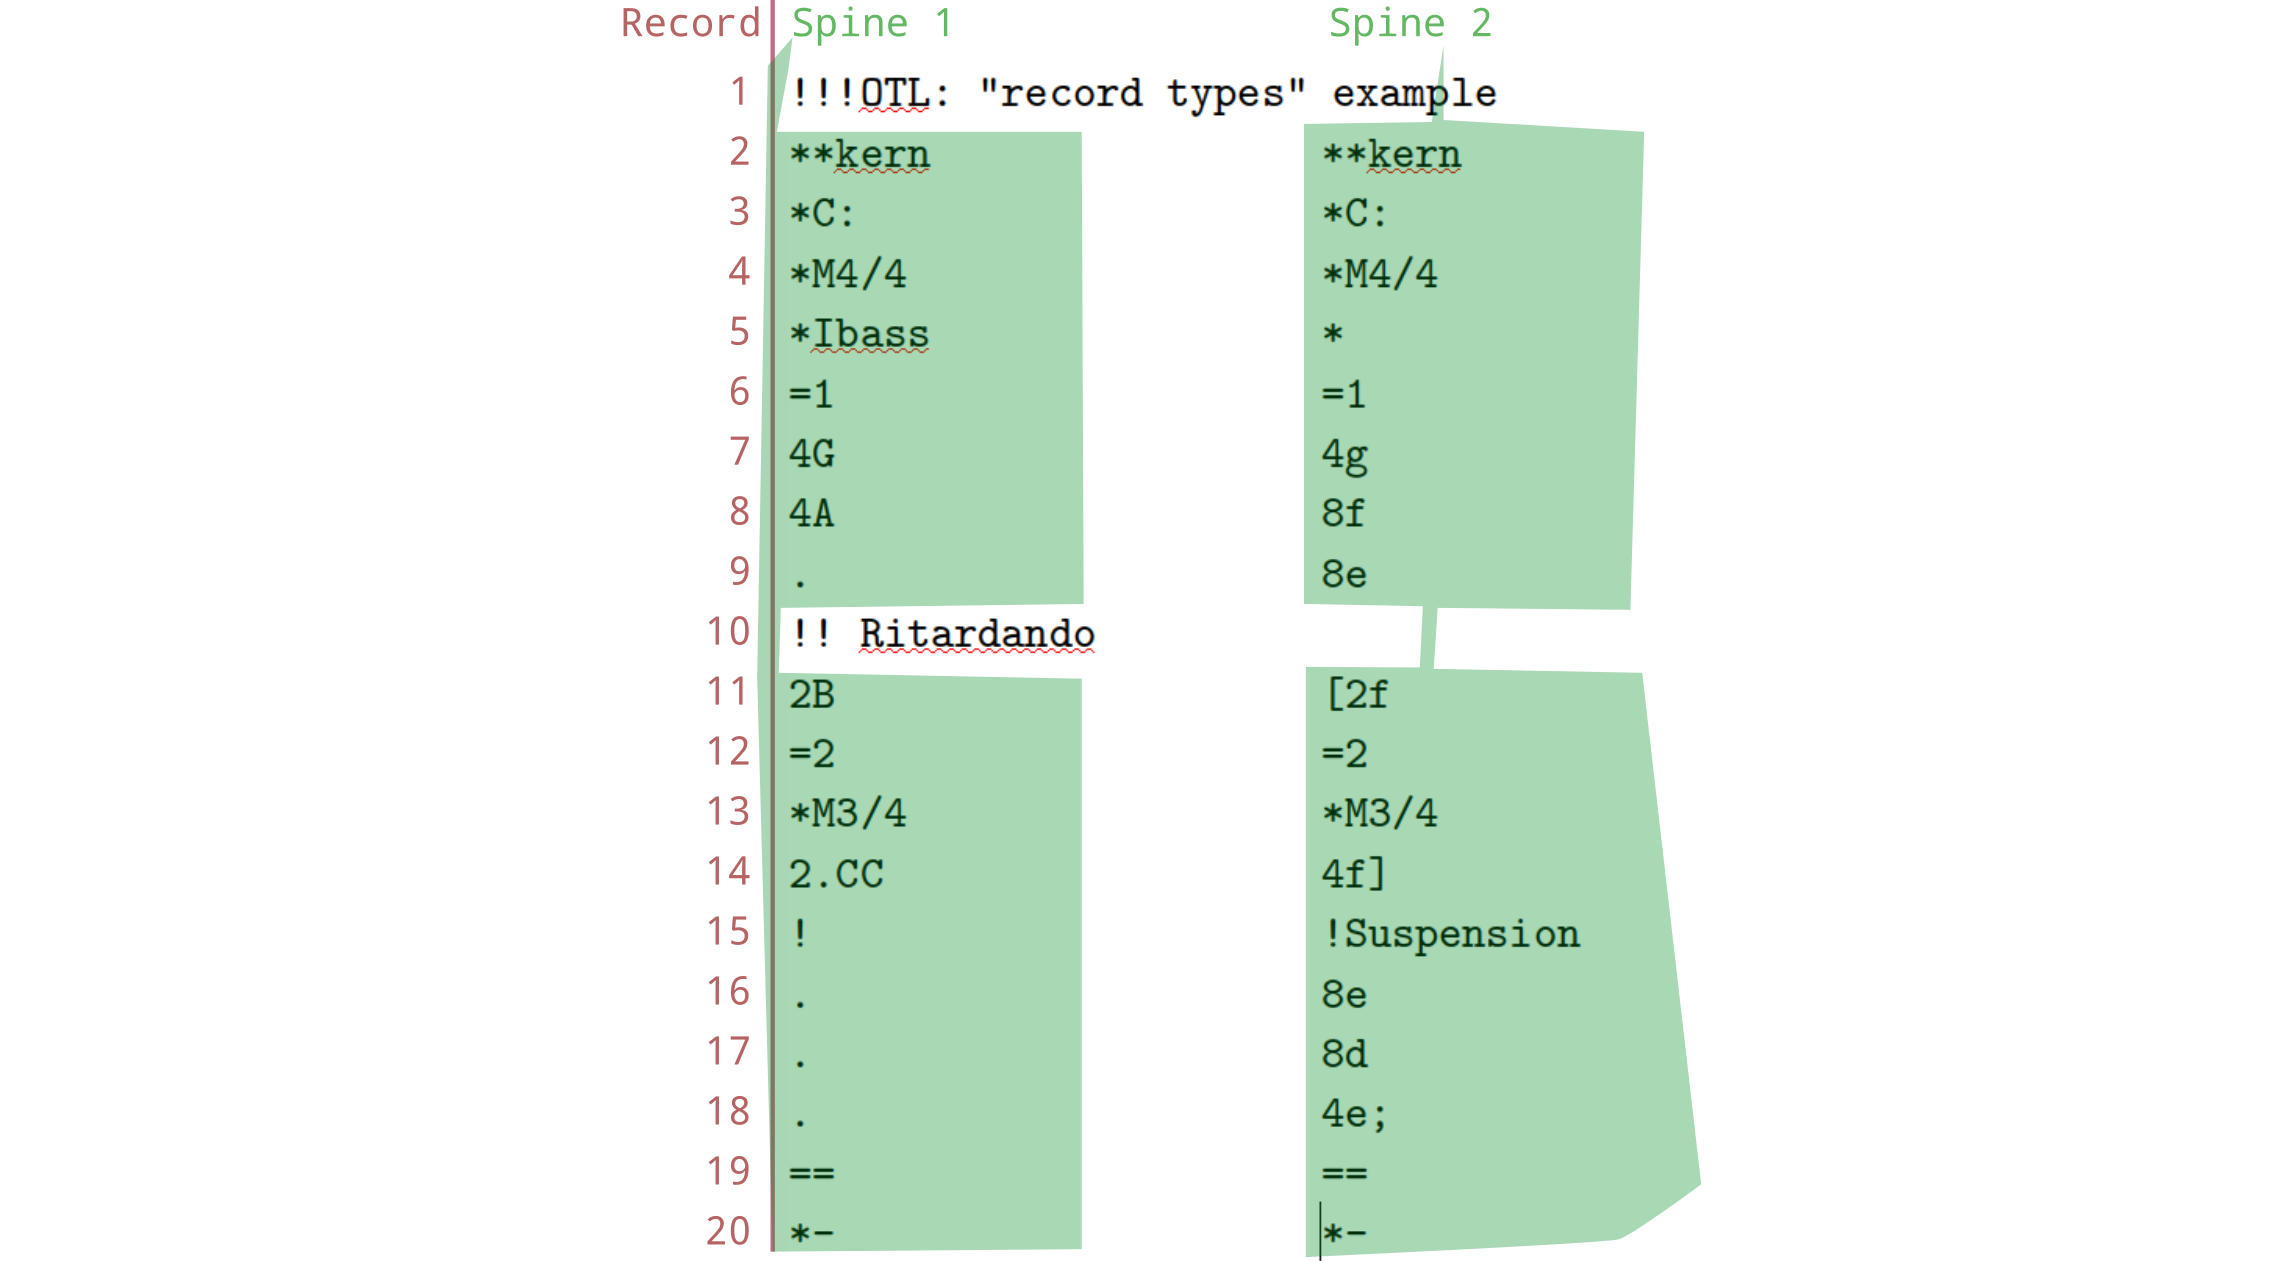 Record Spine 1 Spine 2
1 !!!OTL: "record types" example
2 **kern **kern
3 *C: *C:
4 *M4/4 *M4/4
5 *Ibass *
6 =1 =1
7 4G 4g
8 4A 8f
9 . 8e
10 !! Ritardando
11 2B [2f
12 =2 =2
13 *M3/4 *M3/4
14 2.CC 4f]
15 ! !Suspension
16 . 8e
17 . 8d
18 . 4e;
19 == ==
20 *- *-